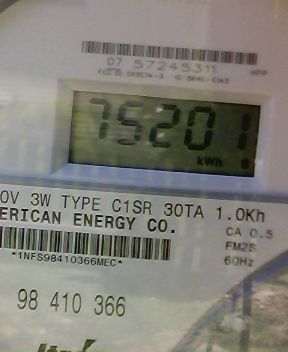 07 57245311
75201
kWh
0V 3W TYPE C1SR 30TA 1.0Kh
ERICAN ENERGY CO.
CA 0.5
FM2S
60Hz
*1NFS98410366MEC*
98 410 366